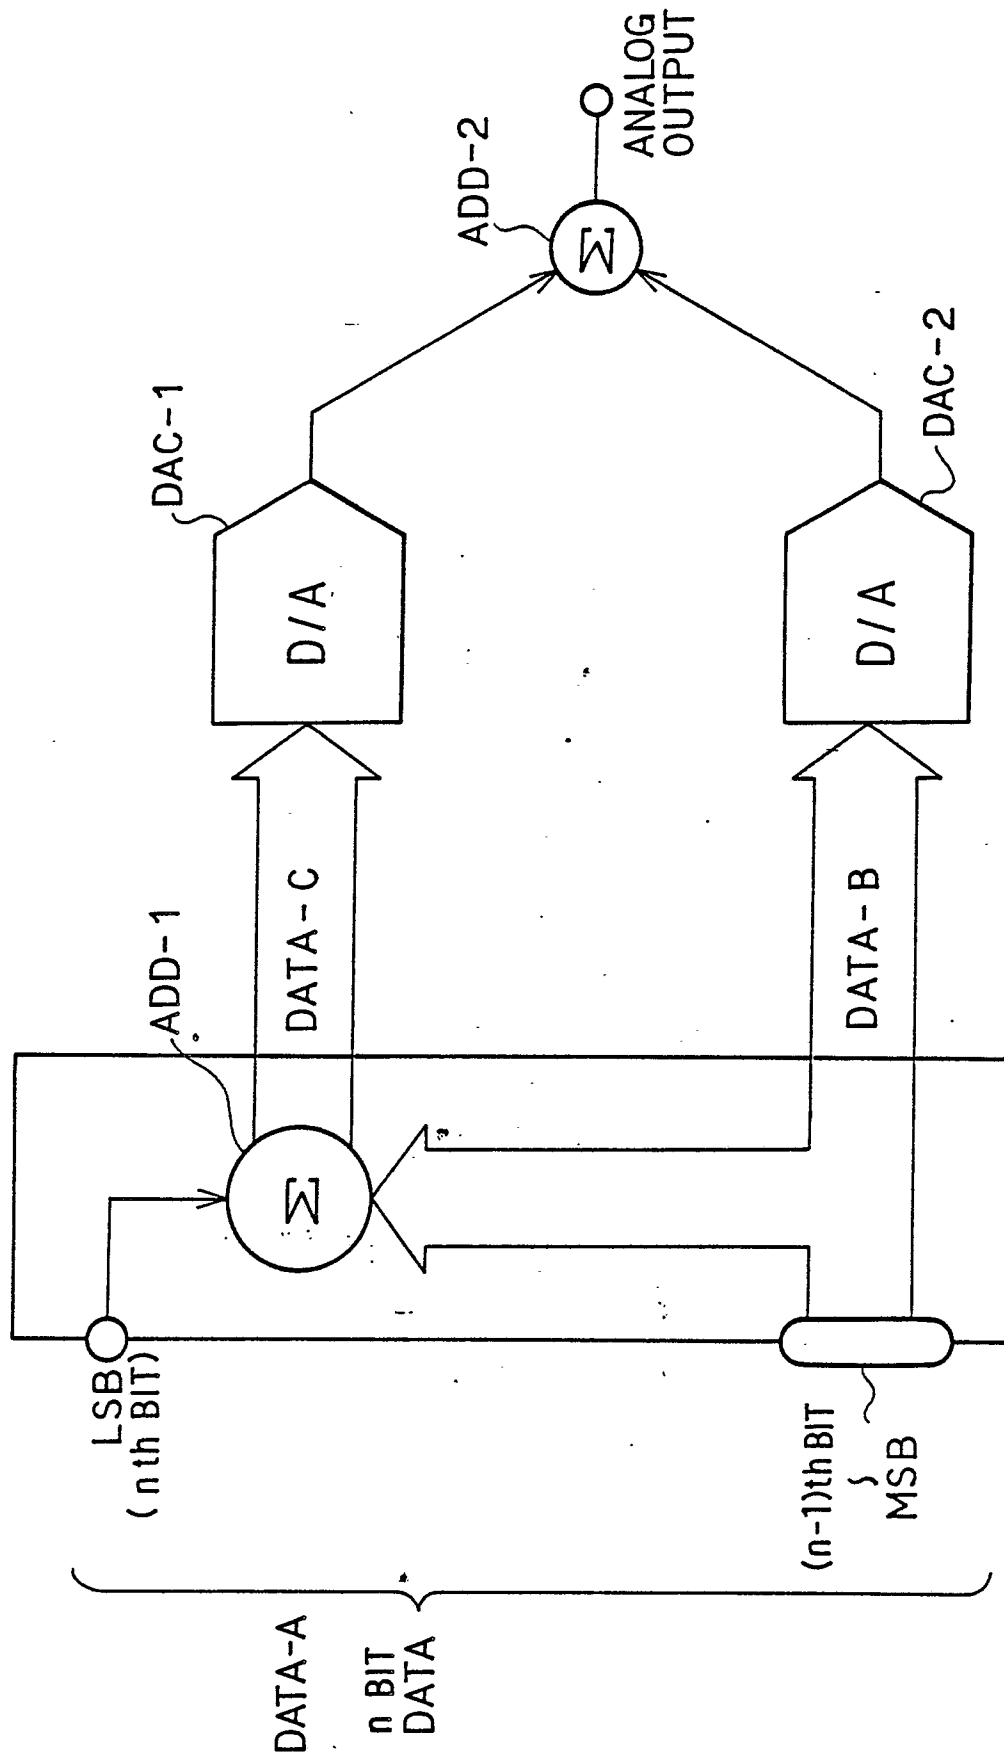 DATA-A
n BIT
DATA
LSB
(nth BIT)
(n-1)th BIT
∫
MSB
ADD-1
Σ
DATA-C
DATA-B
DAC-1
D/A
D/A
DAC-2
ADD-2
Σ
ANALOG
OUTPUT